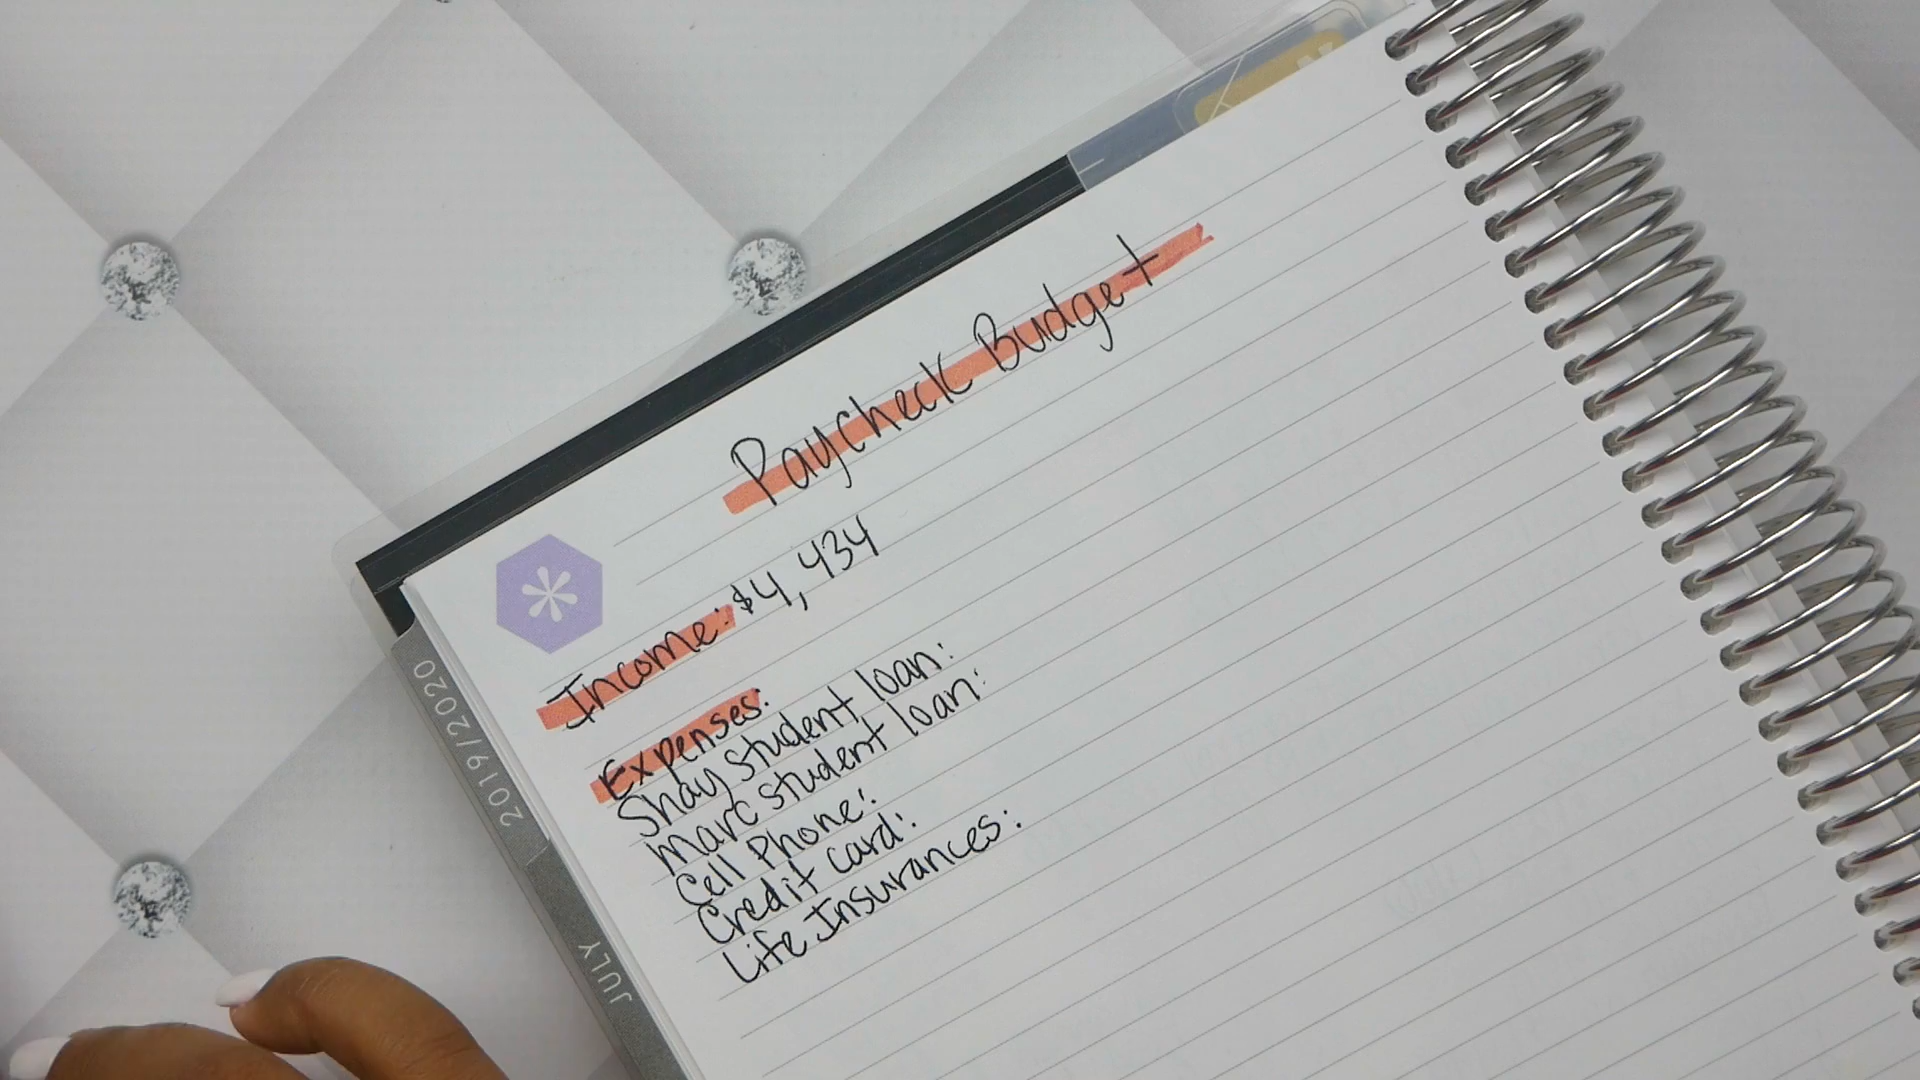 Paycheck Budget
Income: $4,434
Expenses:
Shay Student loan:
Marc Student loan:
Cell Phone:
Credit Card:
Life Insurances:
2019/2020
JULY